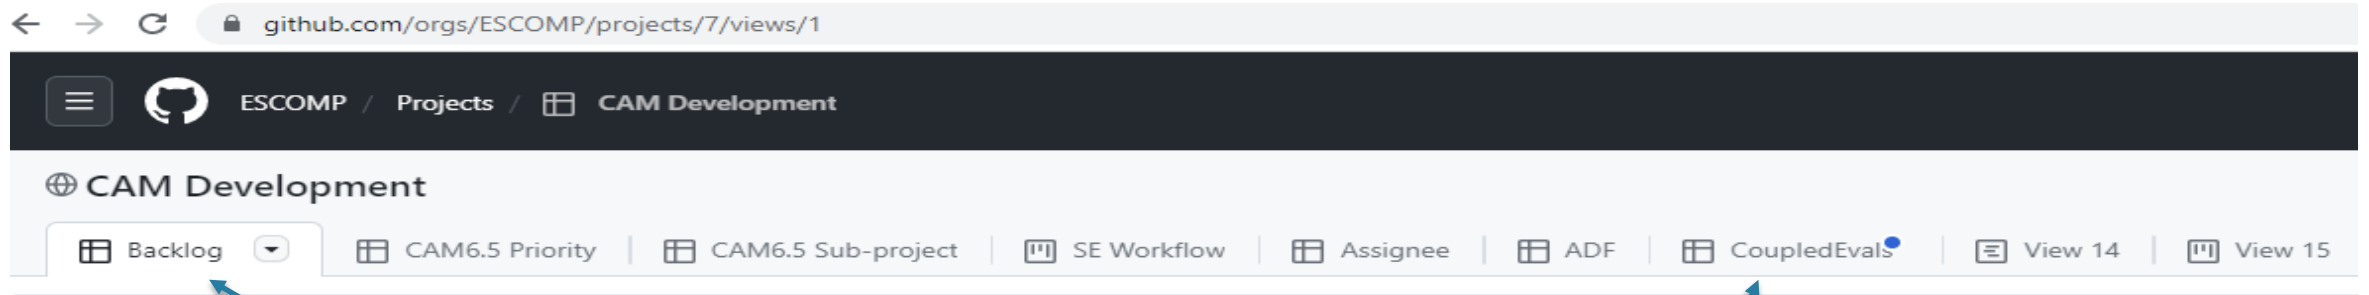 github.com/orgs/ESCOMP/projects/7/views/1
ESCOMP / Projects / CAM Development
CAM Development
Backlog CAM6.5 Priority CAM6.5 Sub-project SE Workflow Assignee ADF CoupledEvals View 14 View 15